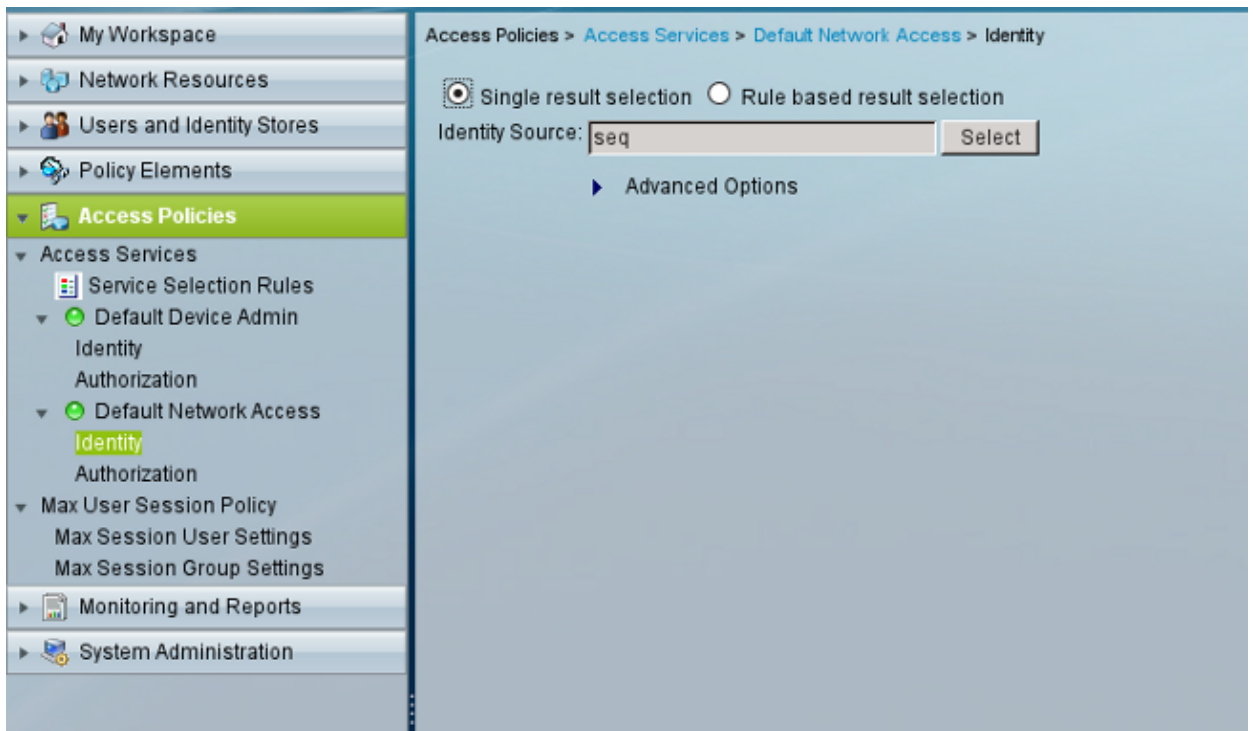 My Workspace
Network Resources
Users and Identity Stores
Policy Elements
Access Policies
Access Services
Service Selection Rules
Default Device Admin
Identity
Authorization
Default Network Access
Identity
Authorization
Max User Session Policy
Max Session User Settings
Max Session Group Settings
Monitoring and Reports
System Administration
Access Policies > Access Services > Default Network Access > Identity
Single result selection Rule based result selection
Identity Source: seq Select
Advanced Options